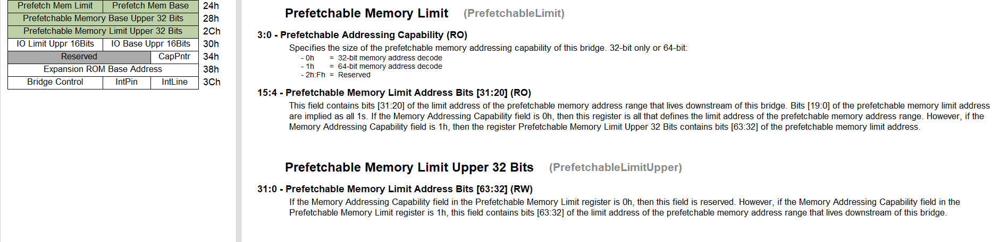 Prefetch Mem Limit Prefetch Mem Base 24h
Prefetchable Memory Base Upper 32 Bits 28h
Prefetchable Memory Limit Upper 32 Bits 2Ch
IO Limit Uppr 16Bits IO Base Uppr 16Bits 30h
Reserved CapPntr 34h
Expansion ROM Base Address 38h
Bridge Control IntPin IntLine 3Ch
Prefetchable Memory Limit (PrefetchableLimit)
3:0 - Prefetchable Addressing Capability (RO)
Specifies the size of the prefetchable memory addressing capability of this bridge. 32-bit only or 64-bit:
- 0h = 32-bit memory address decode
- 1h = 64-bit memory address decode
- 2h:Fh = Reserved
15:4 - Prefetchable Memory Limit Address Bits [31:20] (RO)
This field contains bits [31:20] of the limit address of the prefetchable memory address range that lives downstream of this bridge. Bits [19:0] of the prefetchable memory limit address
are implied as all 1s. If the Memory Addressing Capability field is 0h, then this register is all that defines the limit address of the prefetchable memory address range. However, if the
Memory Addressing Capability field is 1h, then the register Prefetchable Memory Limit Upper 32 Bits contains bits [63:32] of the prefetchable memory limit address.
Prefetchable Memory Limit Upper 32 Bits (PrefetchableLimitUpper)
31:0 - Prefetchable Memory Limit Address Bits [63:32] (RW)
If the Memory Addressing Capability field in the Prefetchable Memory Limit register is 0h, then this field is reserved. However, if the Memory Addressing Capability field in the
Prefetchable Memory Limit register is 1h, this field contains bits [63:32] of the limit address of the prefetchable memory address range that lives downstream of this bridge.